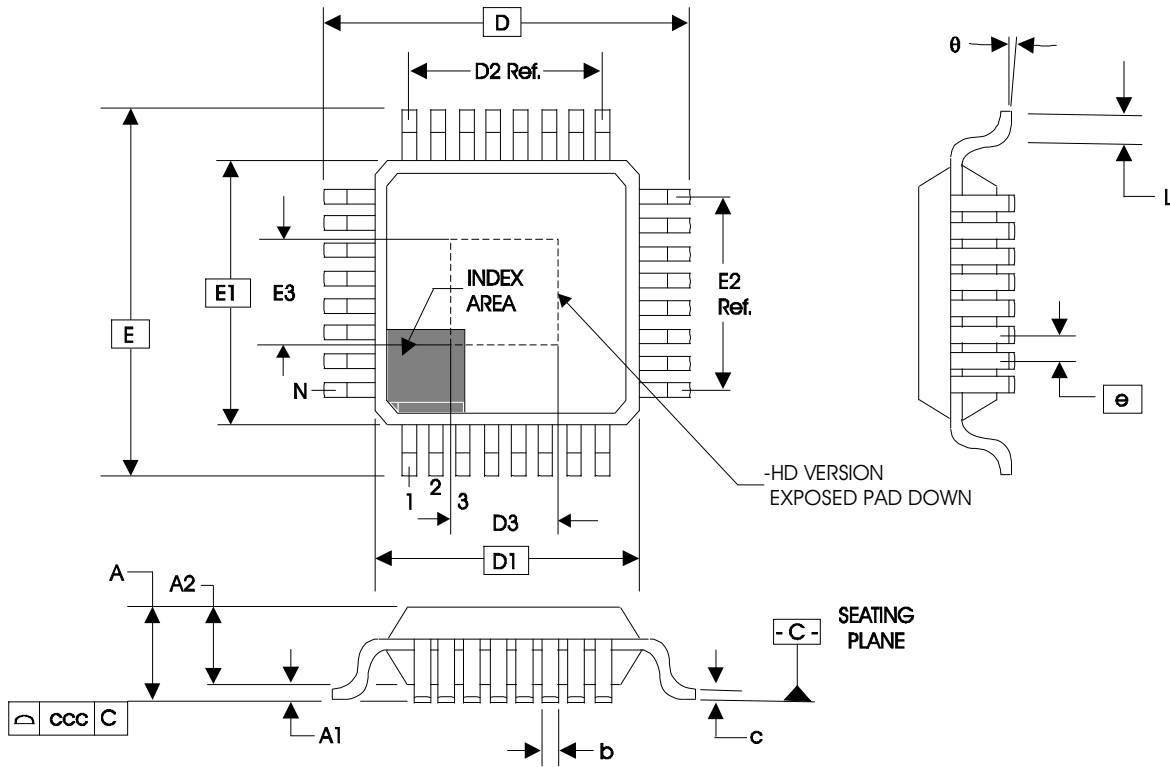 D
D2 Ref.
θ
L
E1
E3
INDEX
AREA
E2
Ref.
E
N
e
1
2
3
-HD VERSION
EXPOSED PAD DOWN
D3
D1
A
A2
SEATING
PLANE
- C -
ccc C
A1
b
c